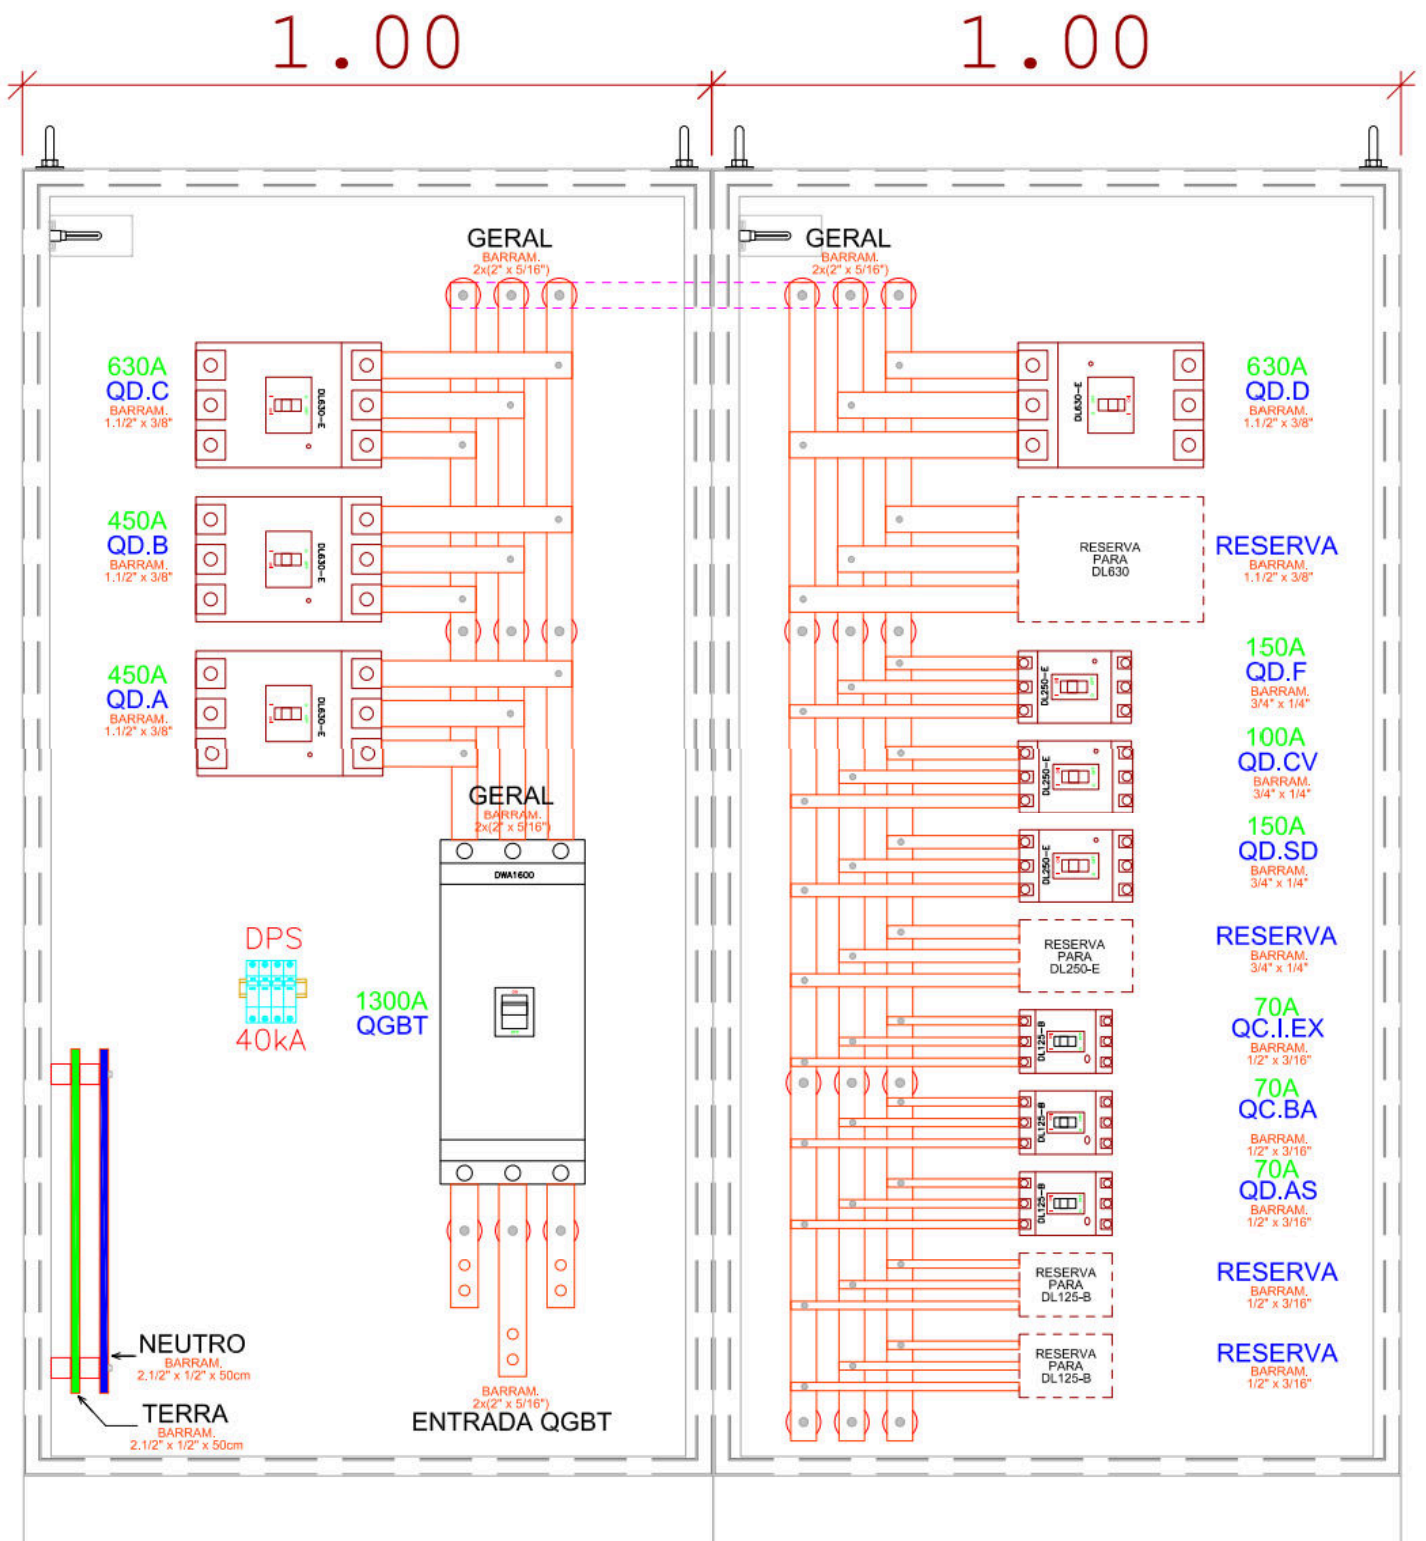 1.00
1.00
GERAL
BARRAM.
2x(2" x 5/16")
630A
QD.C
BARRAM.
1.1/2" x 3/8"
DL630-E
450A
QD.B
BARRAM.
1.1/2" x 3/8"
DL630-E
450A
QD.A
BARRAM.
1.1/2" x 3/8"
DL630-E
GERAL
BARRAM.
2x(2" x 5/16")
DWA1600
DPS
40kA
1300A
QGBT
NEUTRO
BARRAM.
2.1/2" x 1/2" x 50cm
TERRA
BARRAM.
2.1/2" x 1/2" x 50cm
BARRAM.
2x(2" x 5/16")
ENTRADA QGBT
GERAL
BARRAM.
2x(2" x 5/16")
DL630-E
630A
QD.D
BARRAM.
1.1/2" x 3/8"
RESERVA
PARA
DL630
RESERVA
BARRAM.
1.1/2" x 3/8"
DL250-E
150A
QD.F
BARRAM.
3/4" x 1/4"
DL250-E
100A
QD.CV
BARRAM.
3/4" x 1/4"
DL250-E
150A
QD.SD
BARRAM.
3/4" x 1/4"
RESERVA
PARA
DL250-E
RESERVA
BARRAM.
3/4" x 1/4"
DL125-B
70A
QC.I.EX
BARRAM.
1/2" x 3/16"
DL125-B
70A
QC.BA
BARRAM.
1/2" x 3/16"
DL125-B
70A
QD.AS
BARRAM.
1/2" x 3/16"
RESERVA
PARA
DL125-B
RESERVA
BARRAM.
1/2" x 3/16"
RESERVA
PARA
DL125-B
RESERVA
BARRAM.
1/2" x 3/16"